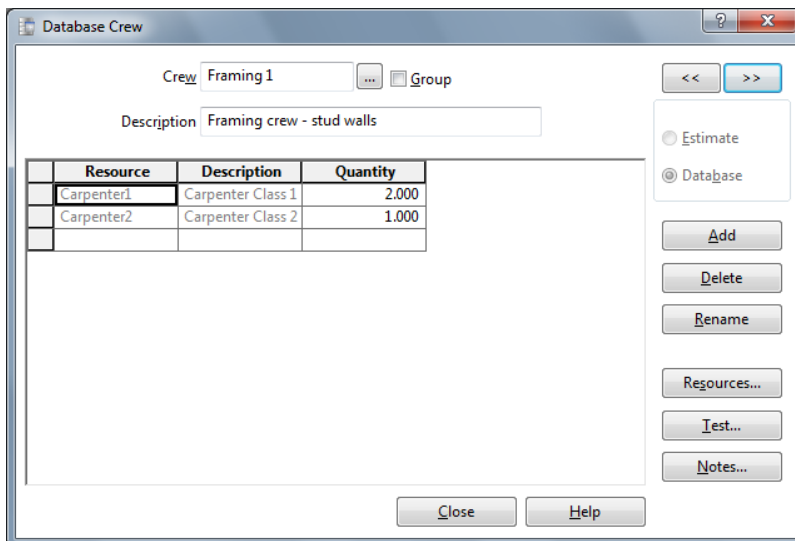 Database Crew
? X
Crew Framing 1 ... Group << >>
Description Framing crew - stud walls
Estimate
Database
Resource Description Quantity
Carpenter1 Carpenter Class 1 2.000
Carpenter2 Carpenter Class 2 1.000
Add
Delete
Rename
Resources...
Test...
Notes...
Close Help